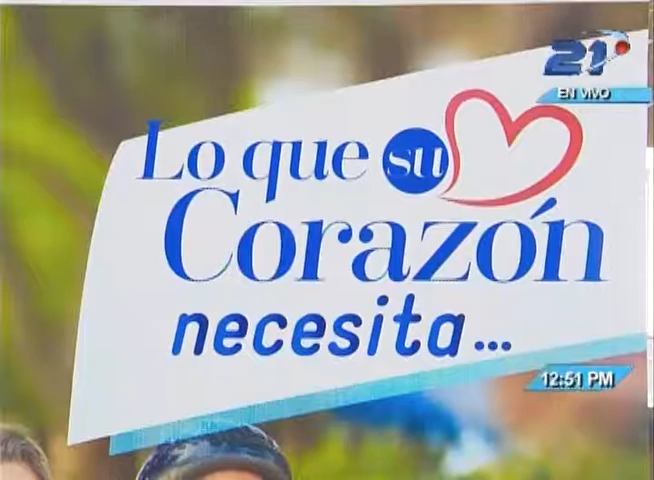 21
EN VIVO
Lo que su
Corazón
necesita...
12:51 PM